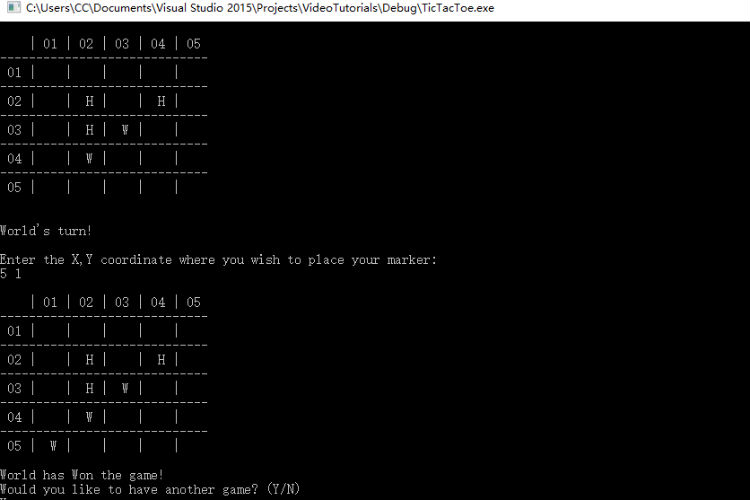 C:\Users\CC\Documents\Visual Studio 2015\Projects\VideoTutorials\Debug\TicTacToe.exe
   | 01 | 02 | 03 | 04 | 05
-----------------------------
01 |    |    |    |    |
-----------------------------
02 |    |  H |    |  H |
-----------------------------
03 |    |  H |  W |    |
-----------------------------
04 |    |  W |    |    |
-----------------------------
05 |    |    |    |    |
World's turn!
Enter the X,Y coordinate where you wish to place your marker:
5 1
   | 01 | 02 | 03 | 04 | 05
-----------------------------
01 |    |    |    |    |
-----------------------------
02 |    |  H |    |  H |
-----------------------------
03 |    |  H |  W |    |
-----------------------------
04 |    |  W |    |    |
-----------------------------
05 |  W |    |    |    |
World has Won the game!
Would you like to have another game? (Y/N)